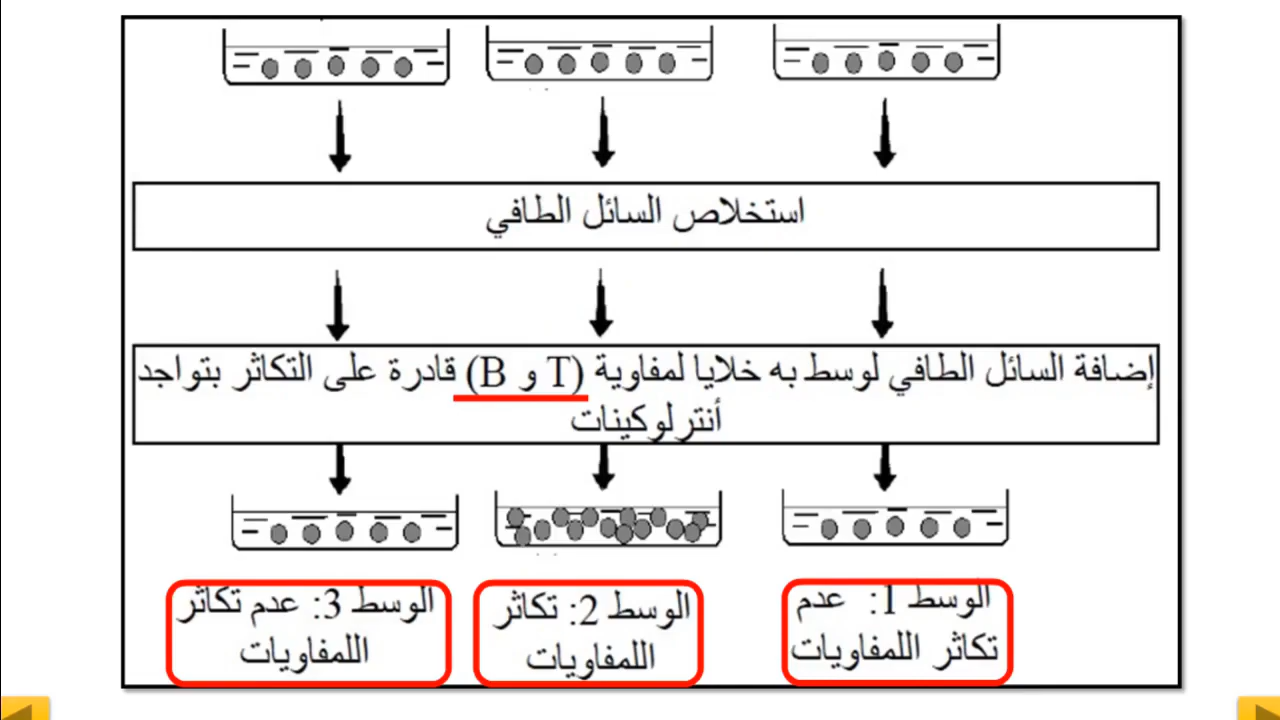 استخلاص السائل الطافي
إضافة السائل الطافي لوسط به خلايا لمفاوية (T و B) قادرة على التكاثر بتواجد
أنترلوكينات
الوسط 1: عدم
تكاثر اللمفاويات
الوسط 2: تكاثر
اللمفاويات
الوسط 3: عدم تكاثر
اللمفاويات